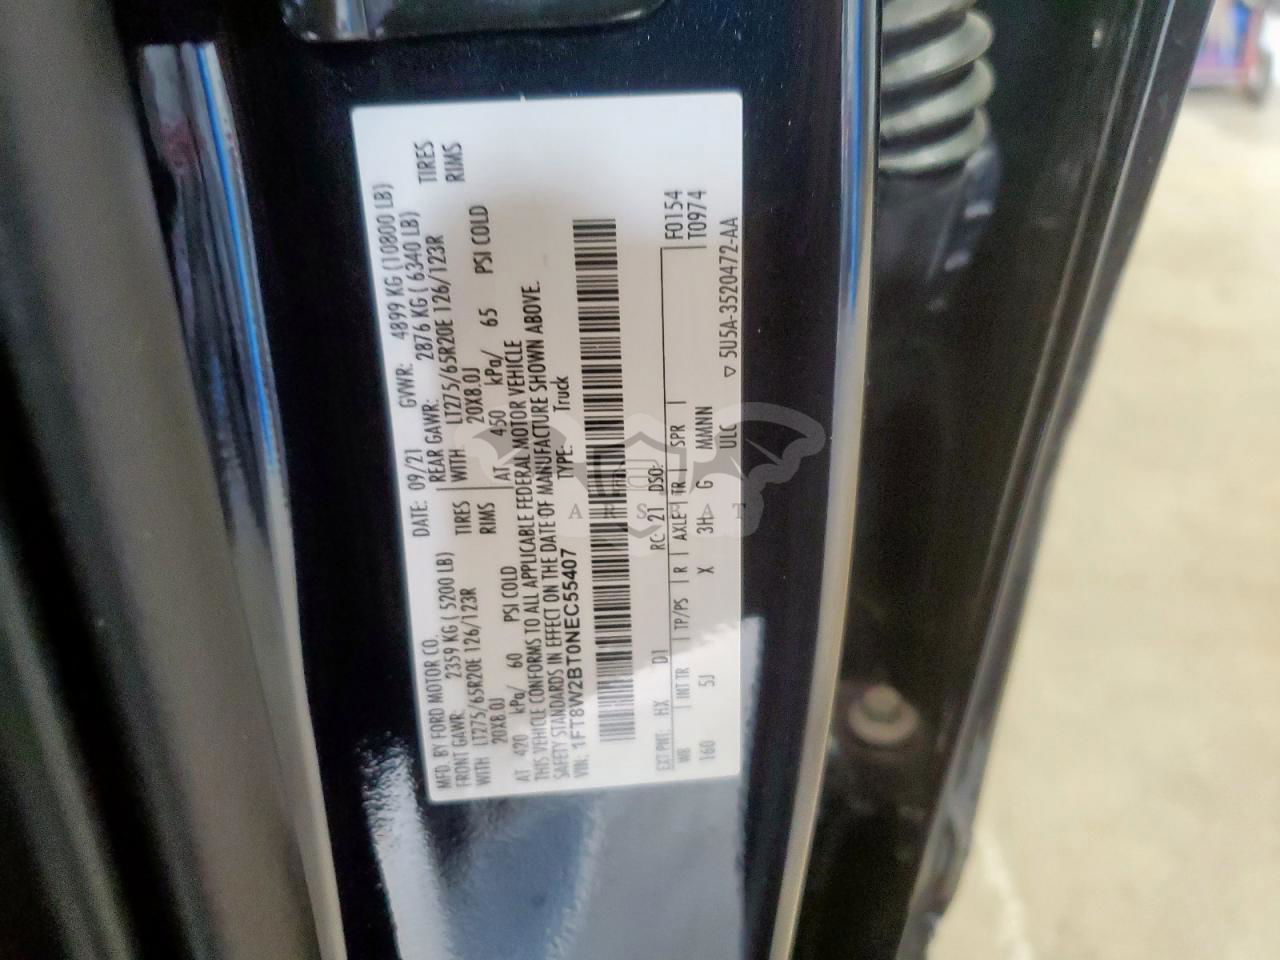 MFD. BY FORD MOTOR CO.
DATE: 09/21 GVWR: 4899 KG (10800 LB)
FRONT GAWR: 2359 KG ( 5200 LB)
REAR GAWR: 2876 KG ( 6340 LB)
WITH LT275/65R20E 126/123R TIRES
WITH LT275/65R20E 126/123R TIRES
20X8.0J RIMS
20X8.0J RIMS
AT 420 kPa/ 60 PSI COLD
AT 450 kPa/ 65 PSI COLD
THIS VEHICLE CONFORMS TO ALL APPLICABLE FEDERAL MOTOR VEHICLE
SAFETY STANDARDS IN EFFECT ON THE DATE OF MANUFACTURE SHOWN ABOVE.
VIN: 1FT8W2BT0NEC55407 TYPE: Truck
EXT PNT: HX D1 RC: 21 DSO: F0154
WB INT TR TP/PS R AXLE TR SPR T0974
160 5J X 3H G MMNN
ULC ▽ 5U5A-3520472-AA
ARSPAT